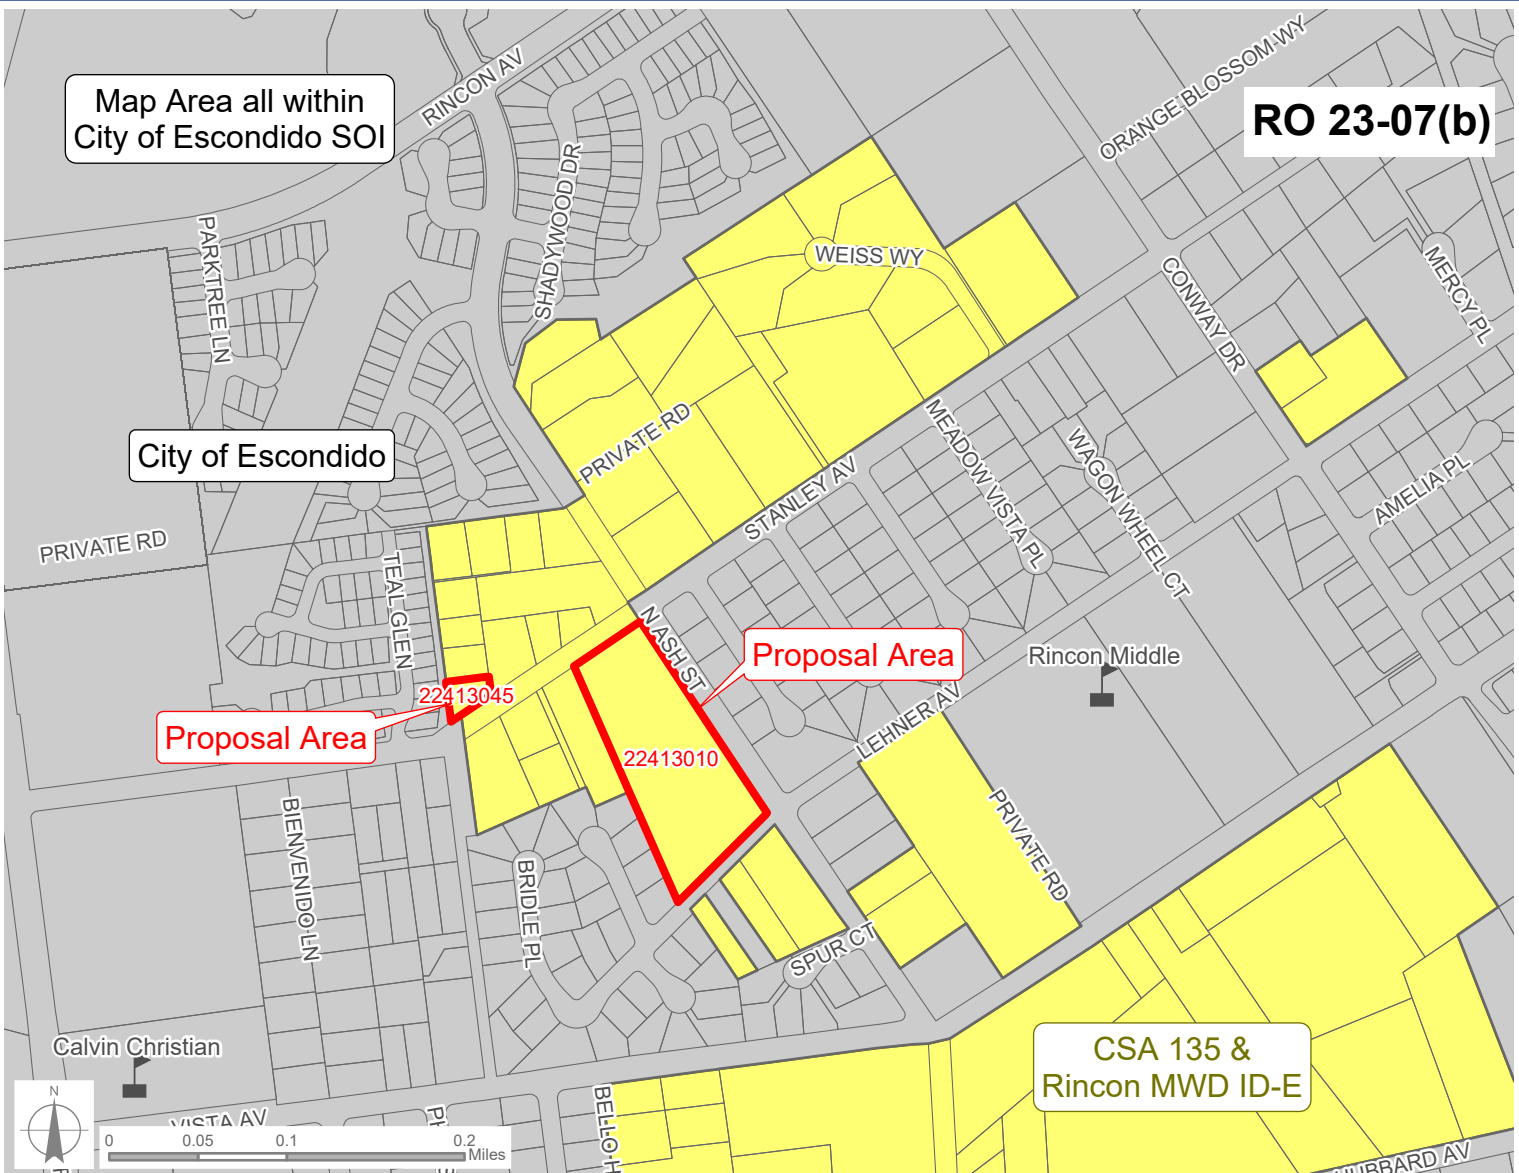 Map Area all within
City of Escondido SOI
RINCON AV
ORANGE BLOSSOM WY
RO 23-07(b)
SHADYWOOD DR
PARKTREE LN
WEISS WY
CONWAY DR
MERCY PL
PRIVATE RD
City of Escondido
STANLEY AV
MEADOW VISTA PL
WAGON WHEEL CT
AMELIA PL
PRIVATE RD
TEAL GLEN
N ASH ST
Proposal Area
Rincon Middle
22413045
Proposal Area
LEHNER AV
22413010
BIENVENIDO LN
BRIDLE PL
PRIVATE RD
SPUR CT
Calvin Christian
CSA 135 &
Rincon MWD ID-E
N
VISTA AV
BELLO H
HUBBARD AV
0 0.05 0.1 0.2
Miles